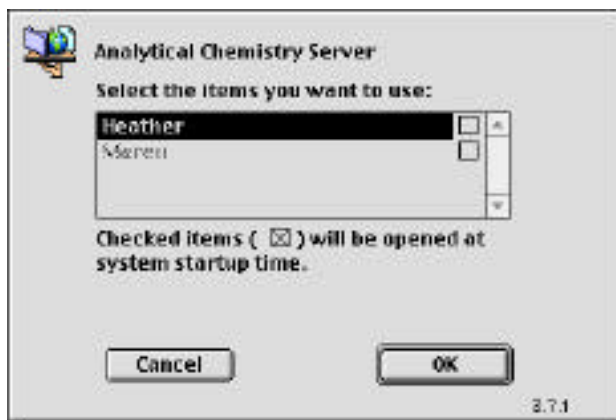 Analytical Chemistry Server
Select the items you want to use:
Heather
Maren
Checked items ( ☒ ) will be opened at
system startup time.
Cancel
OK
3.7.1